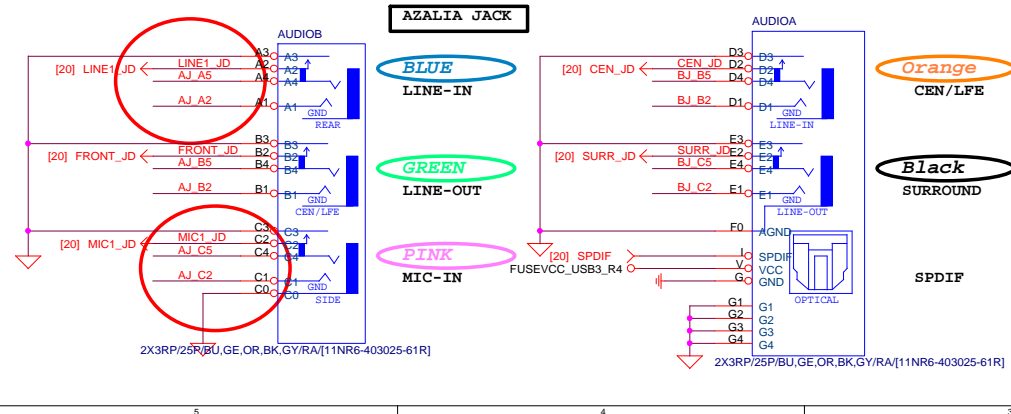 AZALIA JACK
AUDIOB
A3 A3
[20] LINE1_JD LINE1_JD A2 A2
AJ_A5 A4 A4
AJ_A2 A1 A1
GND
REAR
BLUE
LINE-IN
B3 B3
[20] FRONT_JD FRONT_JD B2 B2
AJ_B5 B4 B4
AJ_B2 B1 B1
GND
CEN/LFE
GREEN
LINE-OUT
C3 C3
[20] MIC1_JD MIC1_JD C2 C2
AJ_C5 C4 C4
AJ_C2 C1 C1
GND
C0 C0
SIDE
PINK
MIC-IN
2X3RP/25P/BU,GE,OR,BK,GY/RA/[11NR6-403025-61R]
AUDIOA
D3 D3
[20] CEN_JD CEN_JD D2 D2
BJ_B5 D4 D4
BJ_B2 D1 D1
GND
LINE-IN
Orange
CEN/LFE
E3 E3
[20] SURR_JD SURR_JD E2 E2
BJ_C5 E4 E4
BJ_C2 E1 E1
GND
LINE-OUT
Black
SURROUND
F0 AGND
[20] SPDIF I SPDIF
FUSEVCC_USB3_R4 V VCC
G GND
OPTICAL
SPDIF
G1 G1
G2 G2
G3 G3
G4 G4
2X3RP/25P/BU,GE,OR,BK,GY/RA/[11NR6-403025-61R]
5 4 3